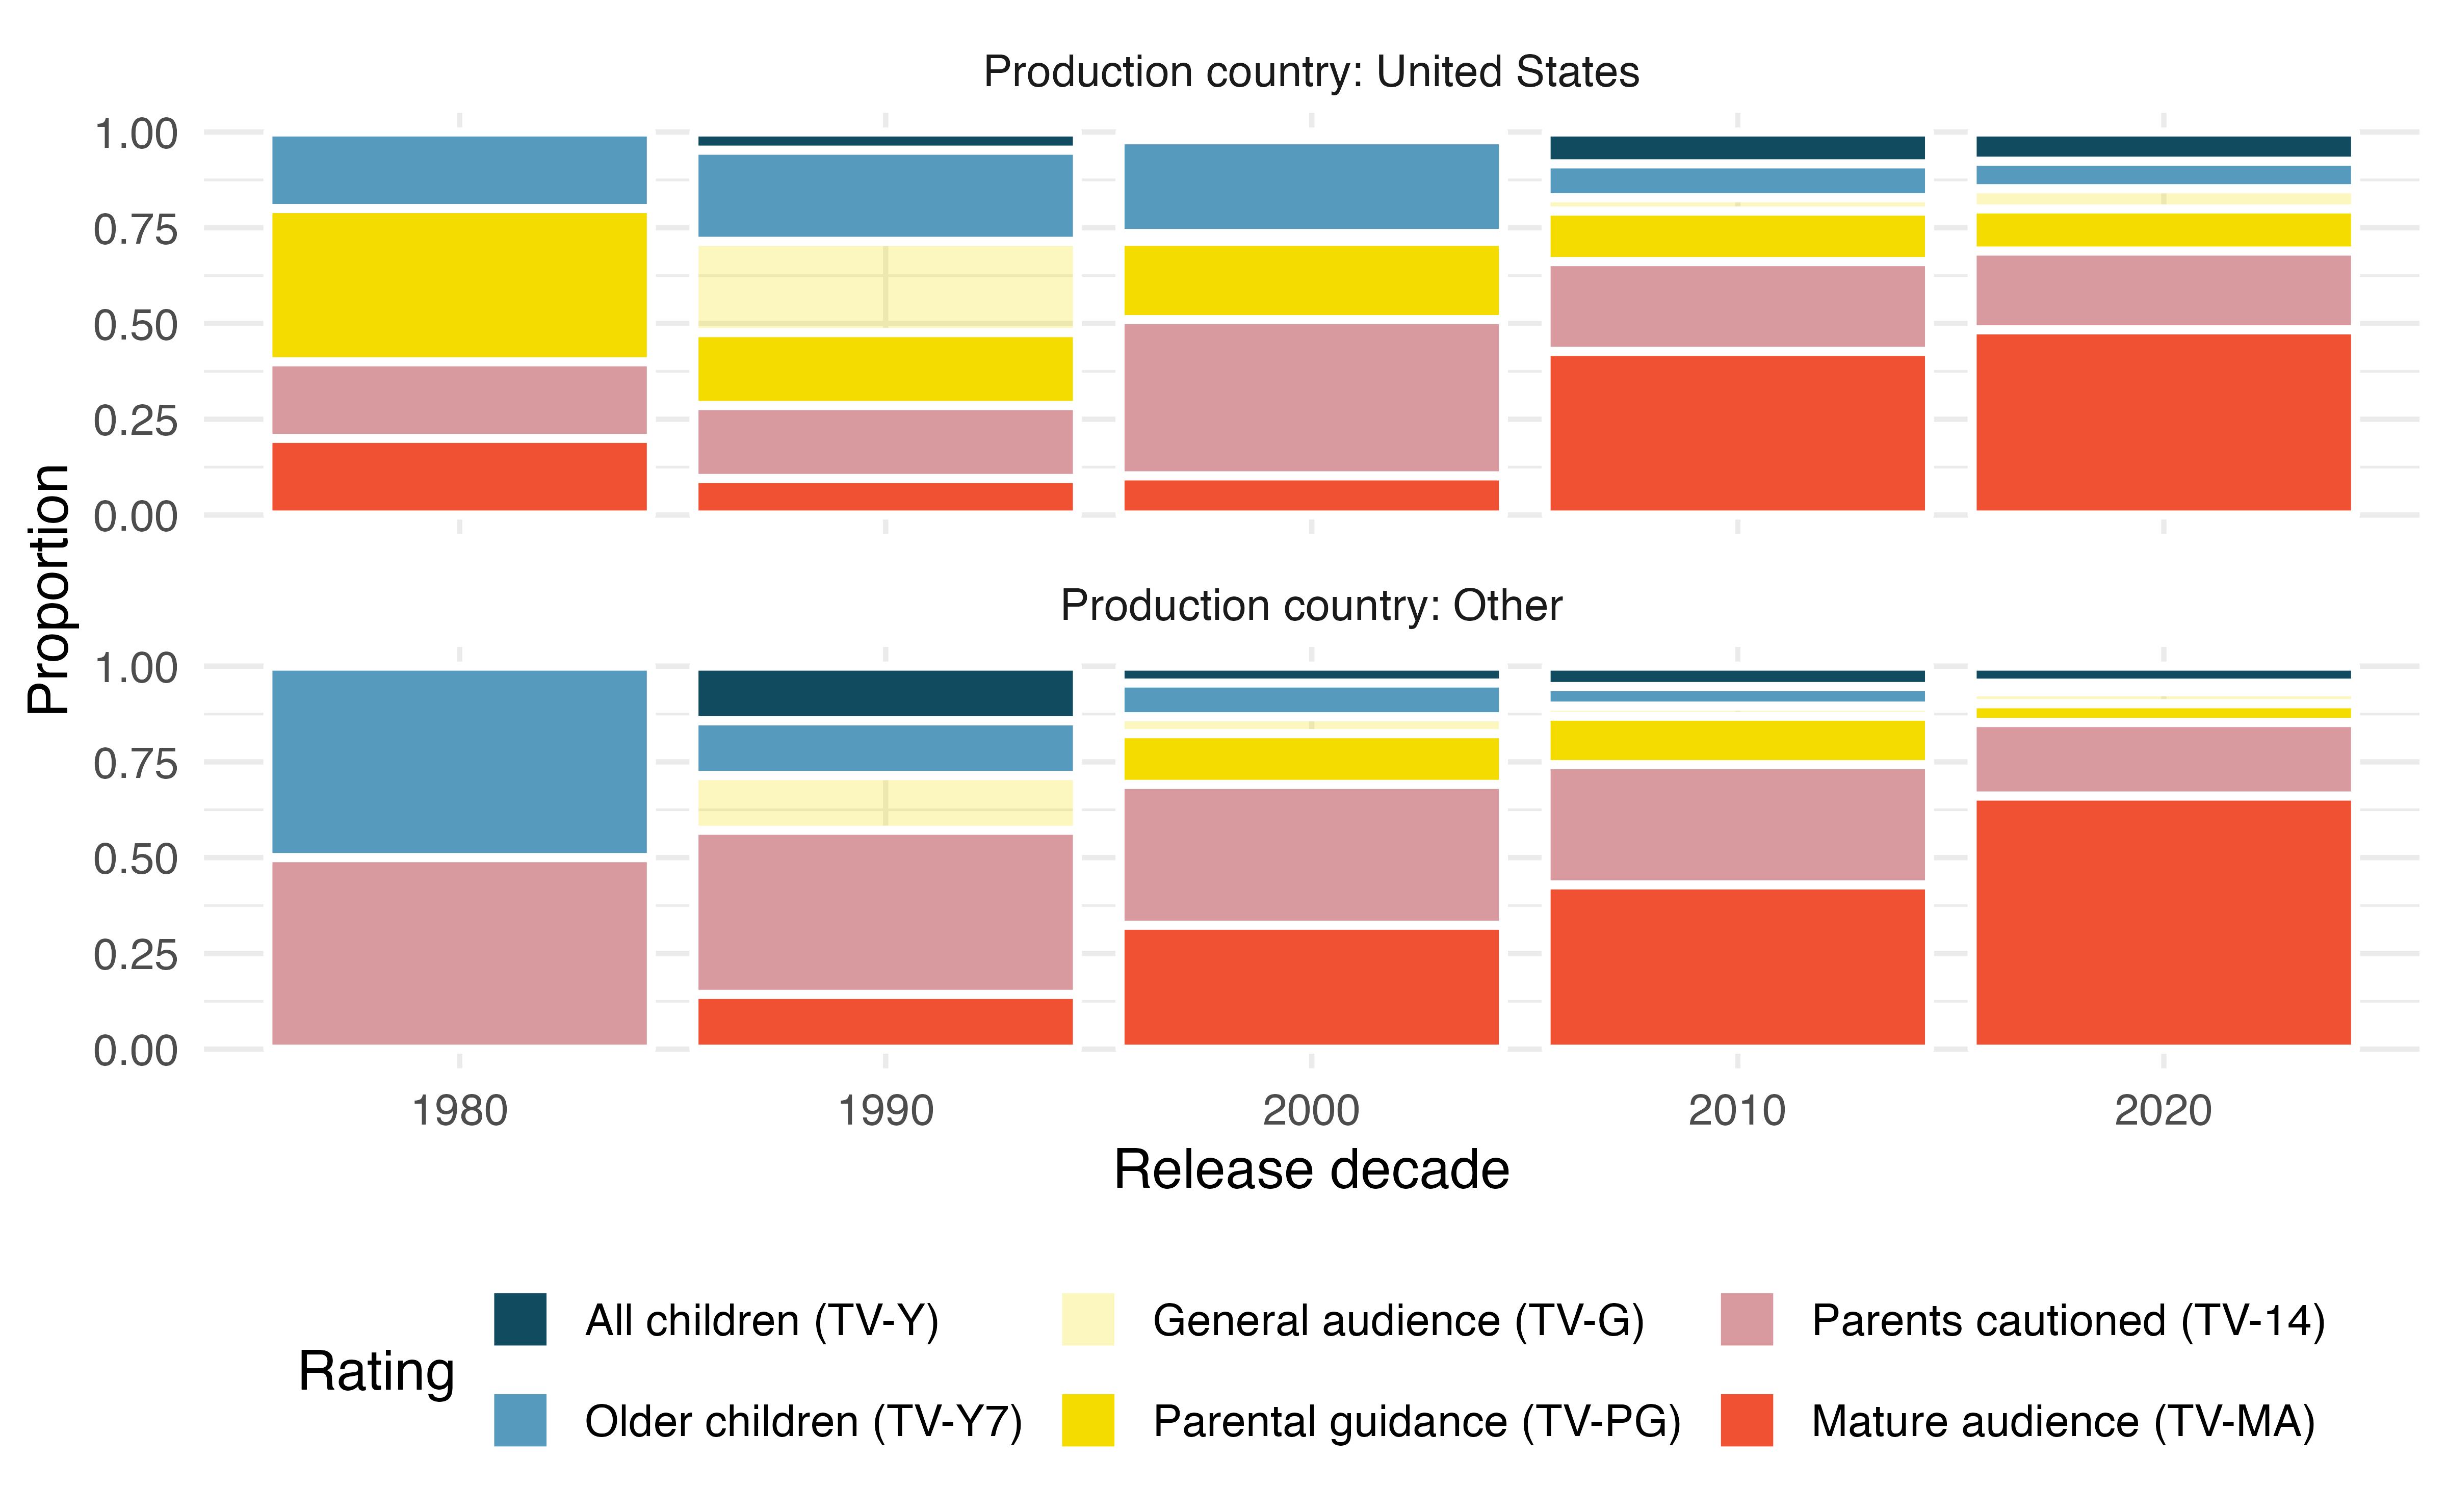 Production country: United States
1.00
0.75
0.50
0.25
0.00
Proportion
Production country: Other
1.00
0.75
0.50
0.25
0.00
1980 1990 2000 2010 2020
Release decade
Rating
All children (TV-Y) General audience (TV-G) Parents cautioned (TV-14)
Older children (TV-Y7) Parental guidance (TV-PG) Mature audience (TV-MA)